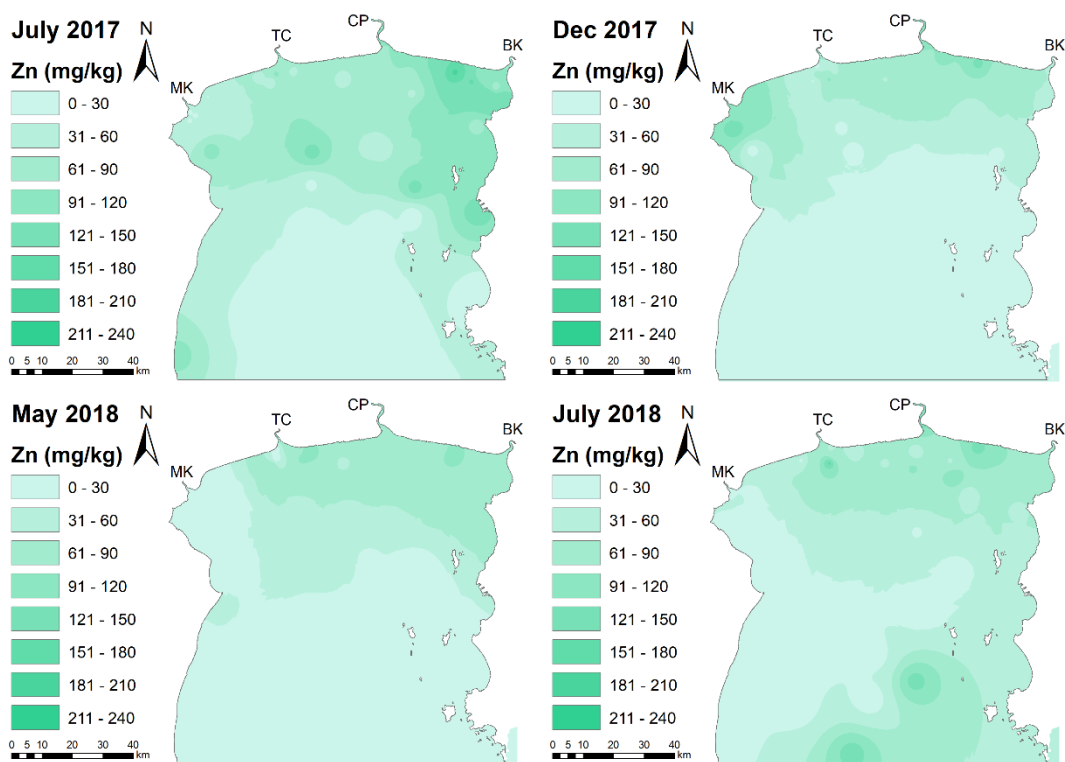 July 2017
N
Zn (mg/kg)
0 - 30
31 - 60
61 - 90
91 - 120
121 - 150
151 - 180
181 - 210
211 - 240
0 5 10 20 30 40
km
MK
TC
CP
BK
Dec 2017
N
Zn (mg/kg)
0 - 30
31 - 60
61 - 90
91 - 120
121 - 150
151 - 180
181 - 210
211 - 240
0 5 10 20 30 40
km
MK
TC
CP
BK
May 2018
N
Zn (mg/kg)
0 - 30
31 - 60
61 - 90
91 - 120
121 - 150
151 - 180
181 - 210
211 - 240
0 5 10 20 30 40
km
MK
TC
CP
BK
July 2018
N
Zn (mg/kg)
0 - 30
31 - 60
61 - 90
91 - 120
121 - 150
151 - 180
181 - 210
211 - 240
0 5 10 20 30 40
km
MK
TC
CP
BK